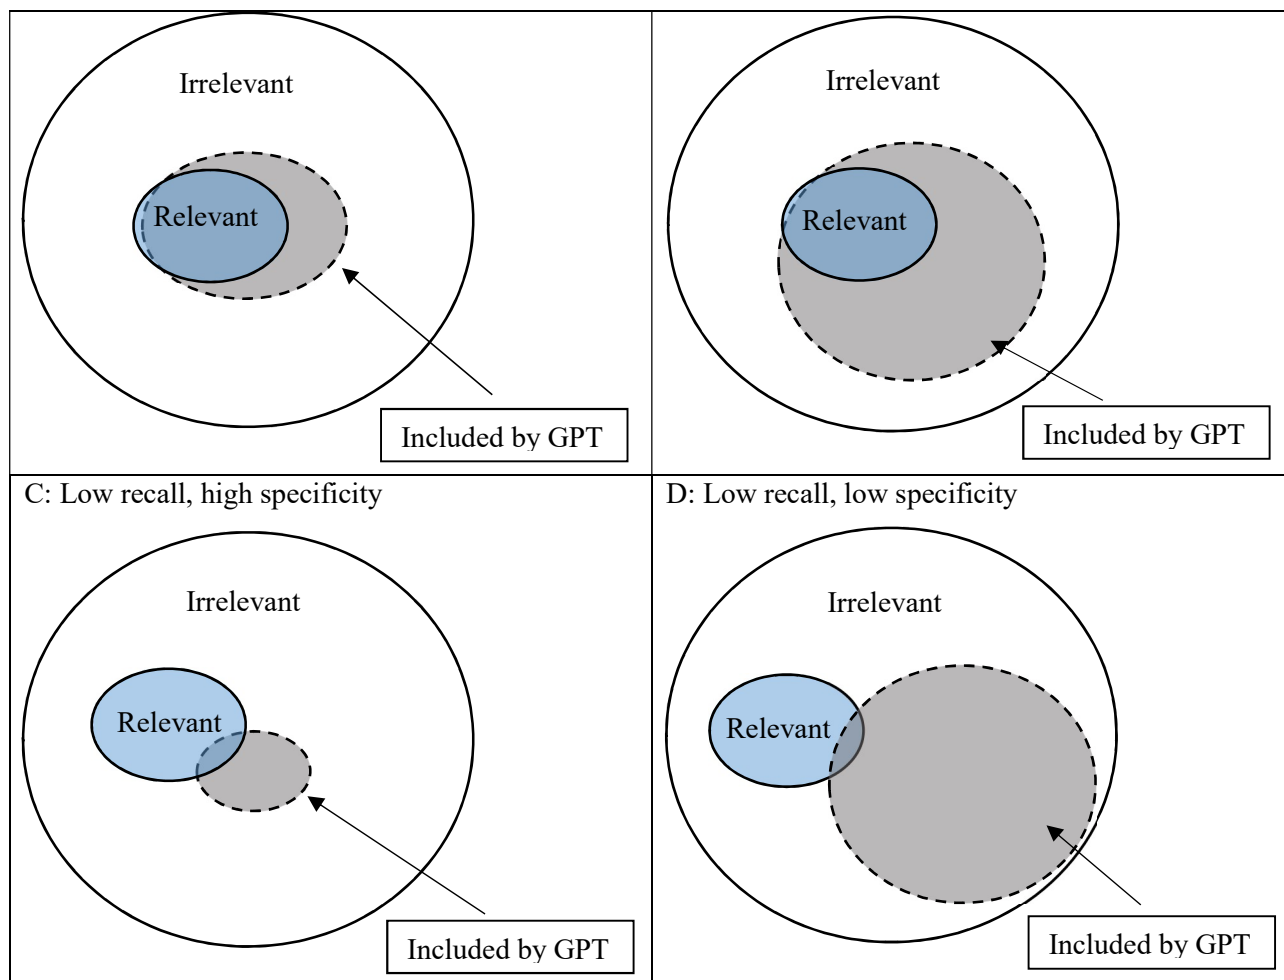 Irrelevant
Relevant
Included by GPT
Irrelevant
Relevant
Included by GPT
C: Low recall, high specificity
Irrelevant
Relevant
Included by GPT
D: Low recall, low specificity
Irrelevant
Relevant
Included by GPT